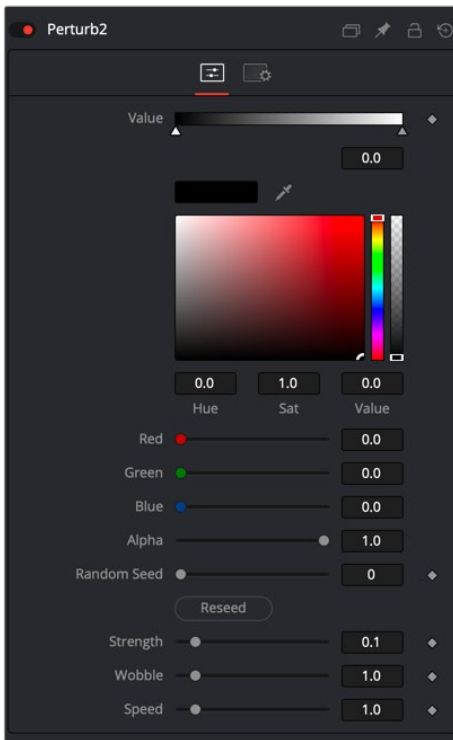 Perturb2
Value
0.0
0.0 1.0 0.0
Hue Sat Value
Red 0.0
Green 0.0
Blue 0.0
Alpha 1.0
Random Seed 0
Reseed
Strength 0.1
Wobble 1.0
Speed 1.0